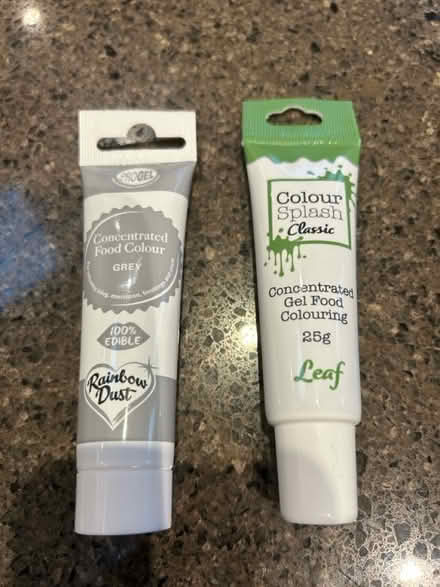 PROGEL
Concentrated
Food Colour
GREY
100%
EDIBLE
Rainbow
Dust
Colour
Splash
Classic
Concentrated
Gel Food
Colouring
25g
Leaf